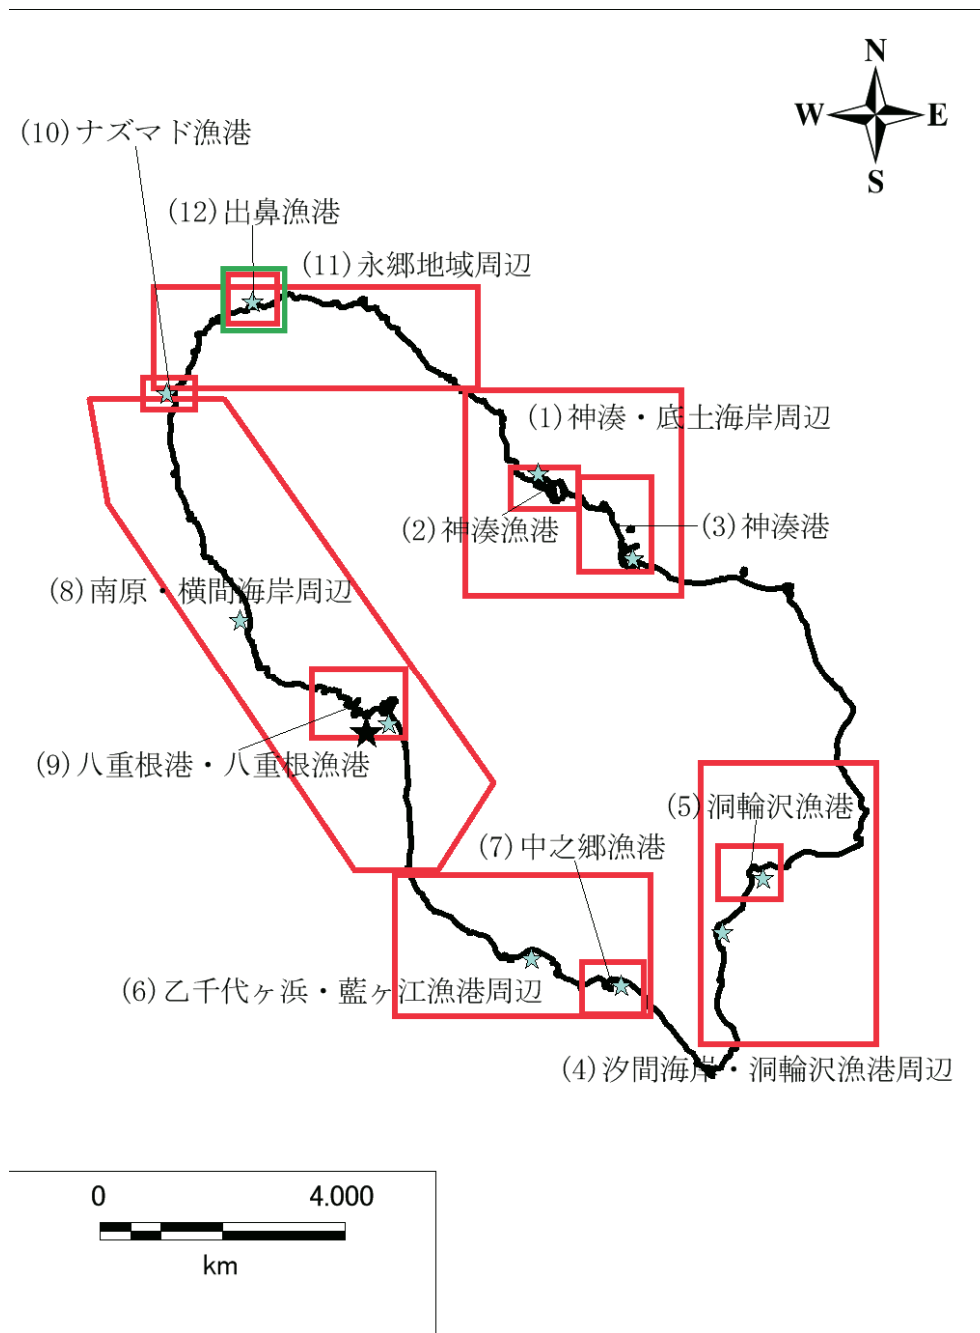 N
W E
S
(10)ナズマド漁港
(12)出鼻漁港
(11)永郷地域周辺
(1)神湊・底土海岸周辺
(2)神湊漁港
(3)神湊港
(8)南原・横間海岸周辺
(9)八重根港・八重根漁港
(5)洞輪沢漁港
(7)中之郷漁港
(6)乙千代ヶ浜・藍ヶ江漁港周辺
(4)汐間海岸・洞輪沢漁港周辺
0 4.000
km